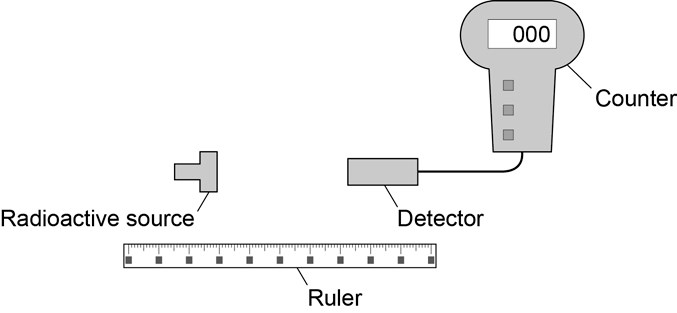 000
Counter
Radioactive source
Detector
Ruler